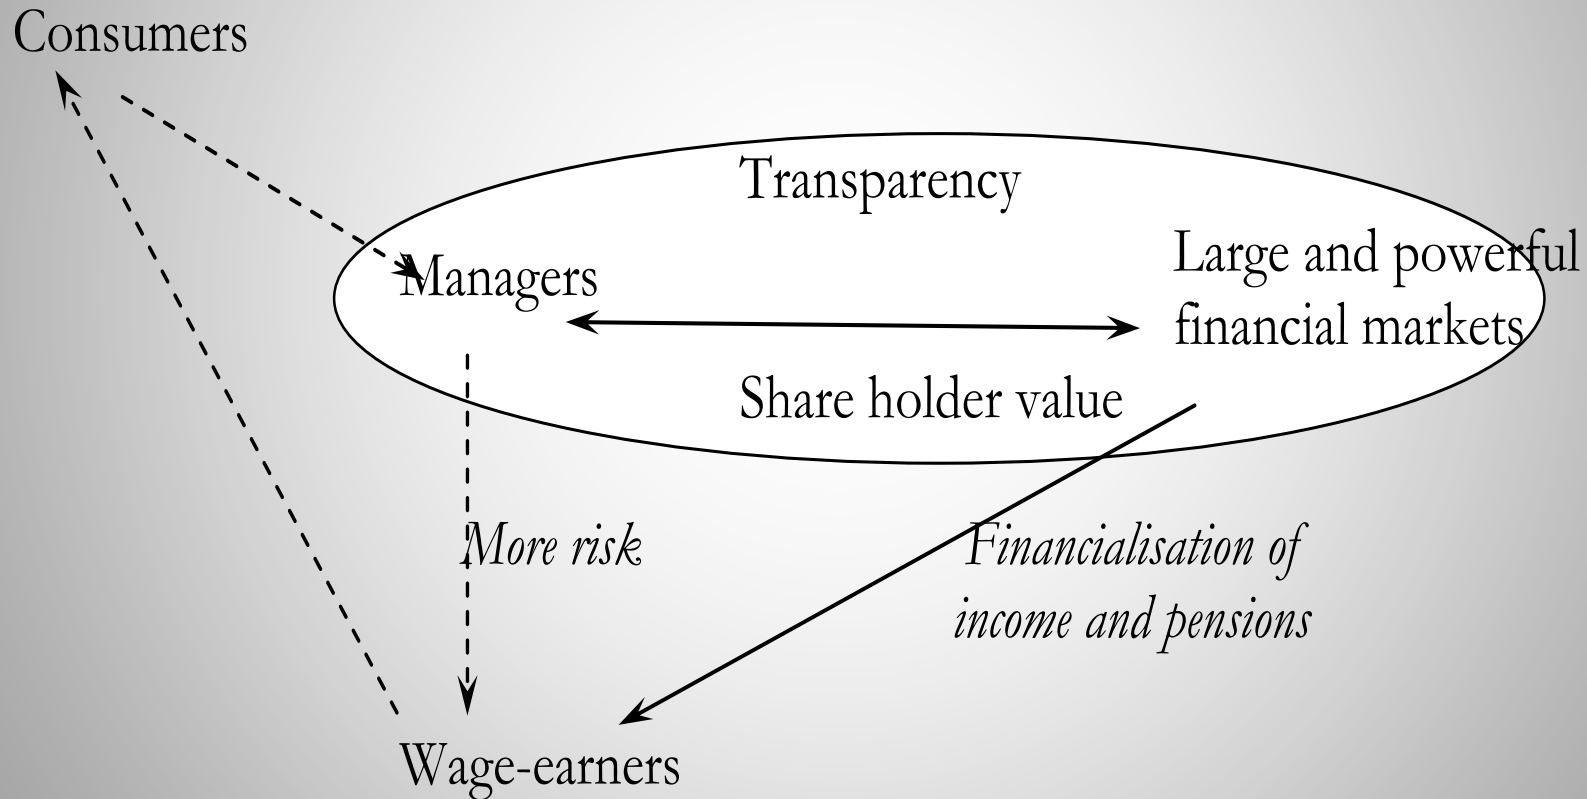 Consumers
Transparency
Managers
Large and powerful
financial markets
Share holder value
More risk
Financialisation of
income and pensions
Wage-earners